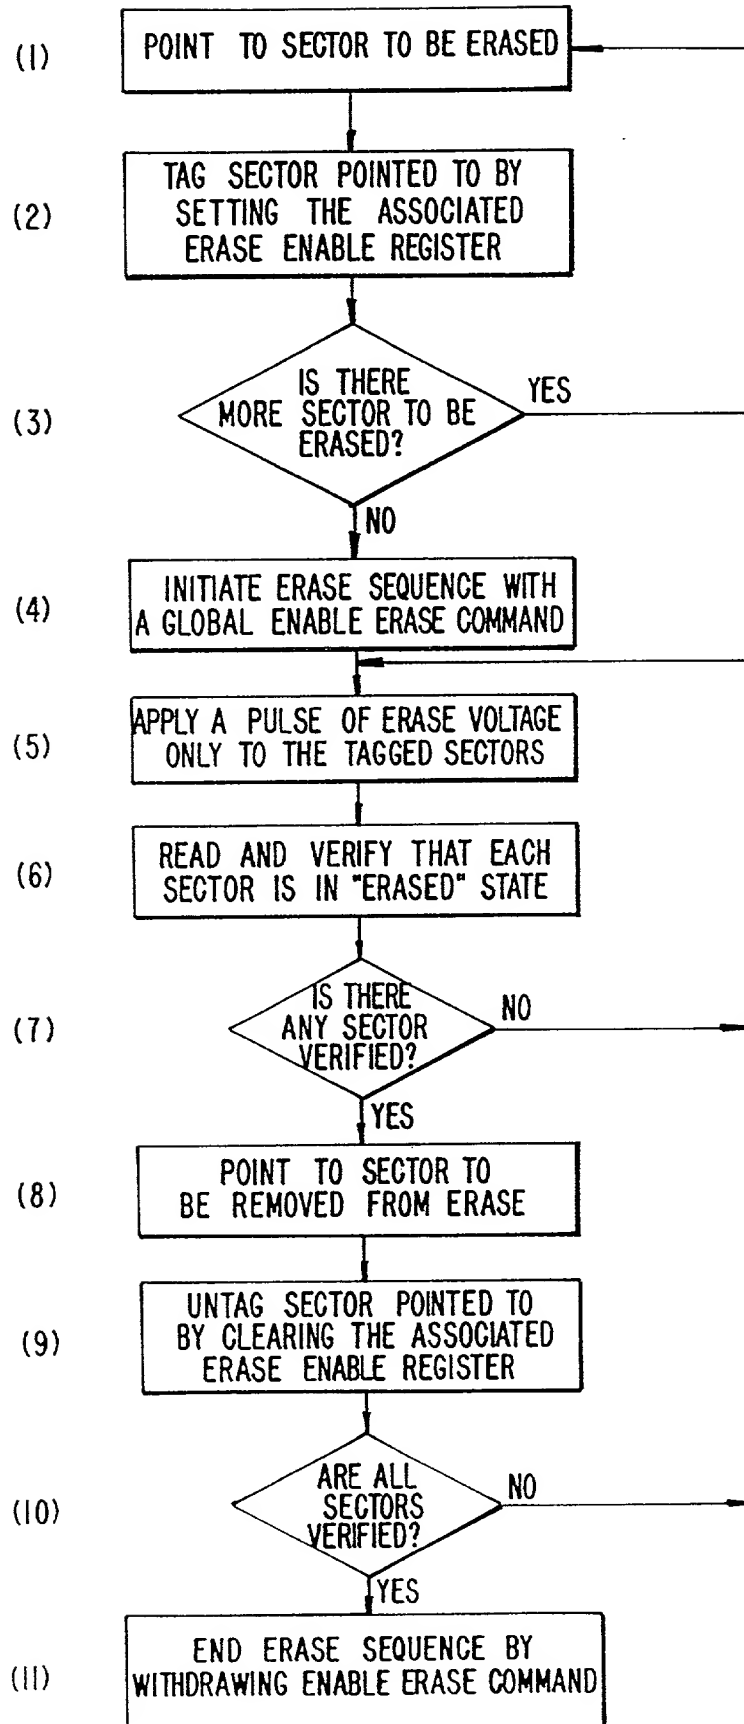 (1)
POINT TO SECTOR TO BE ERASED
(2)
TAG SECTOR POINTED TO BY
SETTING THE ASSOCIATED
ERASE ENABLE REGISTER
(3)
IS THERE
MORE SECTOR TO BE
ERASED?
YES
NO
(4)
INITIATE ERASE SEQUENCE WITH
A GLOBAL ENABLE ERASE COMMAND
(5)
APPLY A PULSE OF ERASE VOLTAGE
ONLY TO THE TAGGED SECTORS
(6)
READ AND VERIFY THAT EACH
SECTOR IS IN "ERASED" STATE
(7)
IS THERE
ANY SECTOR
VERIFIED?
NO
YES
(8)
POINT TO SECTOR TO
BE REMOVED FROM ERASE
(9)
UNTAG SECTOR POINTED TO
BY CLEARING THE ASSOCIATED
ERASE ENABLE REGISTER
(10)
ARE ALL
SECTORS
VERIFIED?
NO
YES
(11)
END ERASE SEQUENCE BY
WITHDRAWING ENABLE ERASE COMMAND